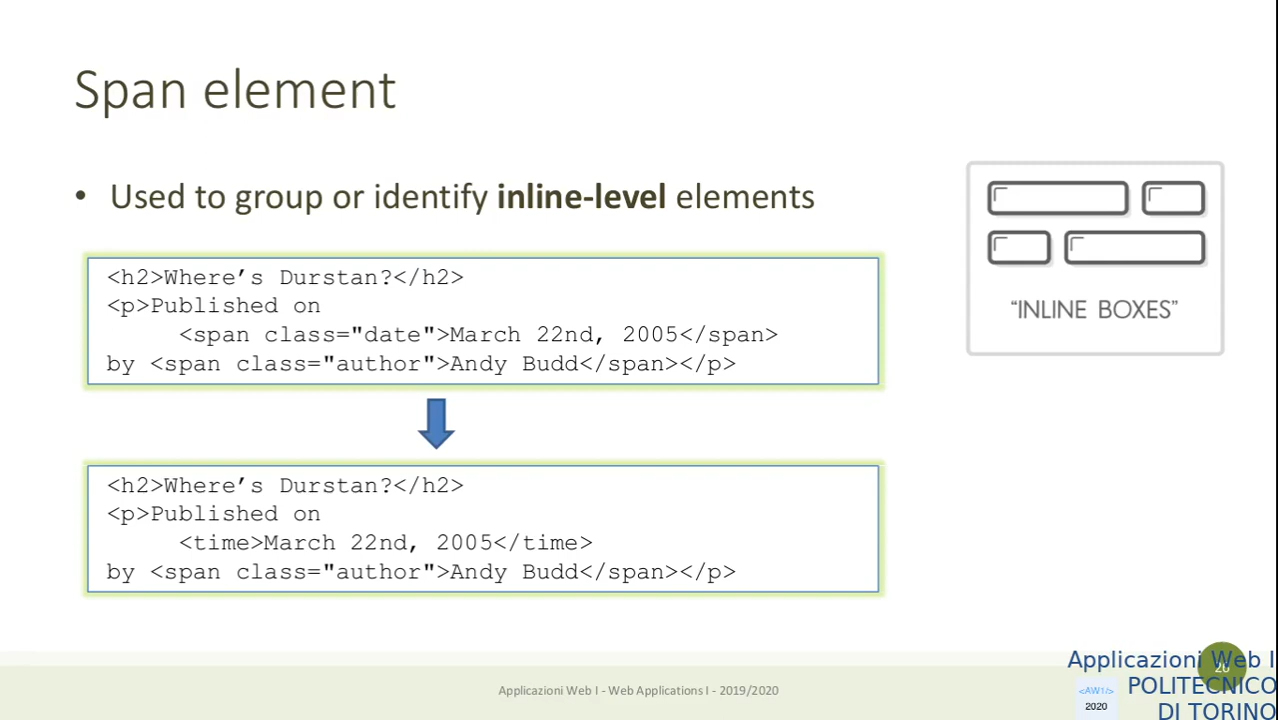 Span element
• Used to group or identify inline-level elements
<h2>Where’s Durstan?</h2>
<p>Published on
<span class="date">March 22nd, 2005</span>
by <span class="author">Andy Budd</span></p>
“INLINE BOXES”
<h2>Where’s Durstan?</h2>
<p>Published on
<time>March 22nd, 2005</time>
by <span class="author">Andy Budd</span></p>
Applicazioni Web I - Web Applications I - 2019/2020
Applicazioni Web I
POLITECNICO
DI TORINO
<AW1/>
2020